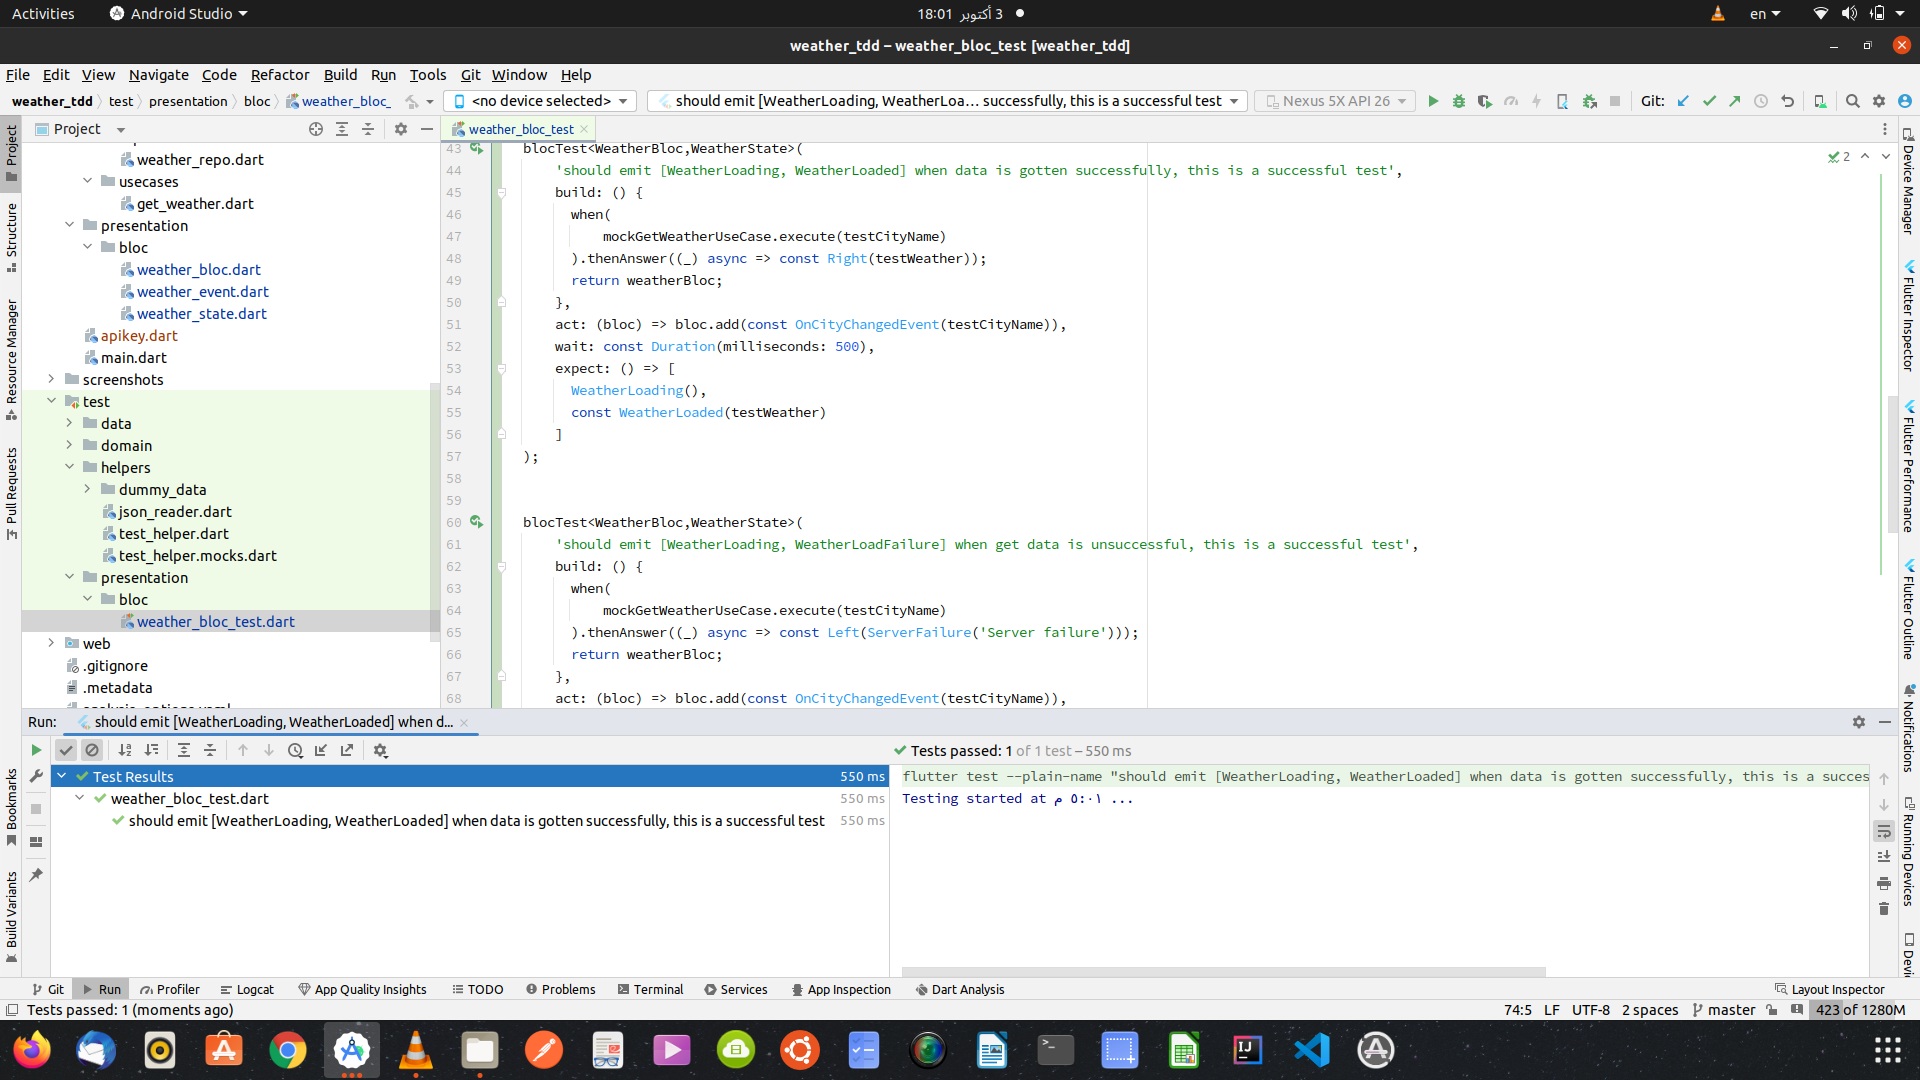 Activities
Android Studio
3 أكتوبر 18:01
en
weather_tdd – weather_bloc_test [weather_tdd]
File Edit View Navigate Code Refactor Build Run Tools Git Window Help
weather_tdd test presentation bloc weather_bloc_
<no device selected>
should emit [WeatherLoading, WeatherLoa... successfully, this is a successful test
Nexus 5X API 26
Git:
Project
weather_bloc_test
weather_repo.dart
usecases
get_weather.dart
presentation
bloc
weather_bloc.dart
weather_event.dart
weather_state.dart
apikey.dart
main.dart
screenshots
test
data
domain
helpers
dummy_data
json_reader.dart
test_helper.dart
test_helper.mocks.dart
presentation
bloc
weather_bloc_test.dart
web
.gitignore
.metadata
Project
Structure
Resource Manager
Pull Requests
Bookmarks
Build Variants
2
43 blocTest<WeatherBloc,WeatherState>(
44 'should emit [WeatherLoading, WeatherLoaded] when data is gotten successfully, this is a successful test',
45 build: () {
46 when(
47 mockGetWeatherUseCase.execute(testCityName)
48 ).thenAnswer((_) async => const Right(testWeather));
49 return weatherBloc;
50 },
51 act: (bloc) => bloc.add(const OnCityChangedEvent(testCityName)),
52 wait: const Duration(milliseconds: 500),
53 expect: () => [
54 WeatherLoading(),
55 const WeatherLoaded(testWeather)
56 ]
57 );
58
59
60 blocTest<WeatherBloc,WeatherState>(
61 'should emit [WeatherLoading, WeatherLoadFailure] when get data is unsuccessful, this is a successful test',
62 build: () {
63 when(
64 mockGetWeatherUseCase.execute(testCityName)
65 ).thenAnswer((_) async => const Left(ServerFailure('Server failure')));
66 return weatherBloc;
67 },
68 act: (bloc) => bloc.add(const OnCityChangedEvent(testCityName)),
Device Manager
Flutter Inspector
Flutter Performance
Flutter Outline
Notifications
Running Devices
Devi
Run: should emit [WeatherLoading, WeatherLoaded] when d...
Tests passed: 1 of 1 test – 550 ms
Test Results 550 ms
weather_bloc_test.dart 550 ms
should emit [WeatherLoading, WeatherLoaded] when data is gotten successfully, this is a successful test 550 ms
flutter test --plain-name "should emit [WeatherLoading, WeatherLoaded] when data is gotten successfully, this is a succes
Testing started at ٥:٠١ م ...
Git Run Profiler Logcat App Quality Insights TODO Problems Terminal Services App Inspection Dart Analysis Layout Inspector
Tests passed: 1 (moments ago)
74:5 LF UTF-8 2 spaces master 423 of 1280M